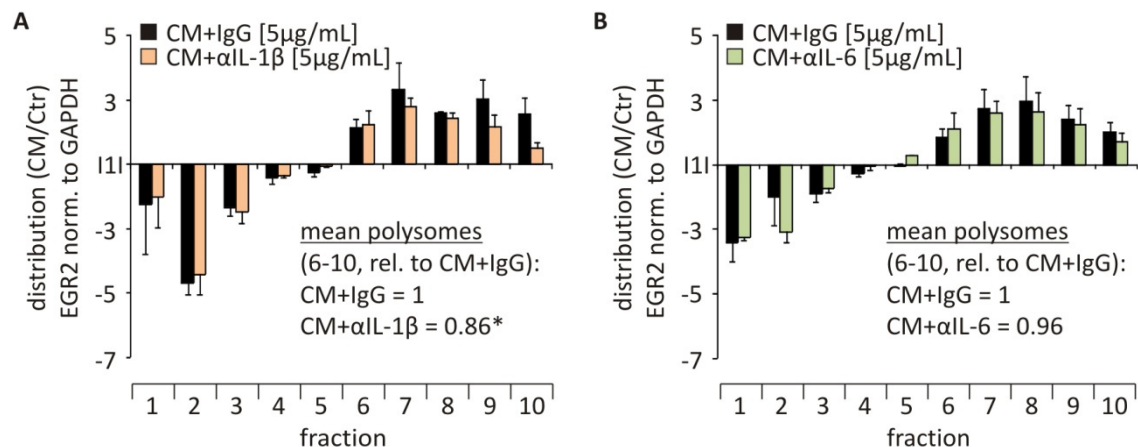 A
distribution (CM/Ctr)
EGR2 norm. to GAPDH
5
3
I1I
-3
-5
-7
CM+IgG [5µg/mL]
CM+αIL-1β [5µg/mL]
mean polysomes
(6-10, rel. to CM+IgG):
CM+IgG = 1
CM+αIL-1β = 0.86*
1 2 3 4 5 6 7 8 9 10
fraction
B
distribution (CM/Ctr)
EGR2 norm. to GAPDH
5
3
I1I
-3
-5
-7
CM+IgG [5µg/mL]
CM+αIL-6 [5µg/mL]
mean polysomes
(6-10, rel. to CM+IgG):
CM+IgG = 1
CM+αIL-6 = 0.96
1 2 3 4 5 6 7 8 9 10
fraction